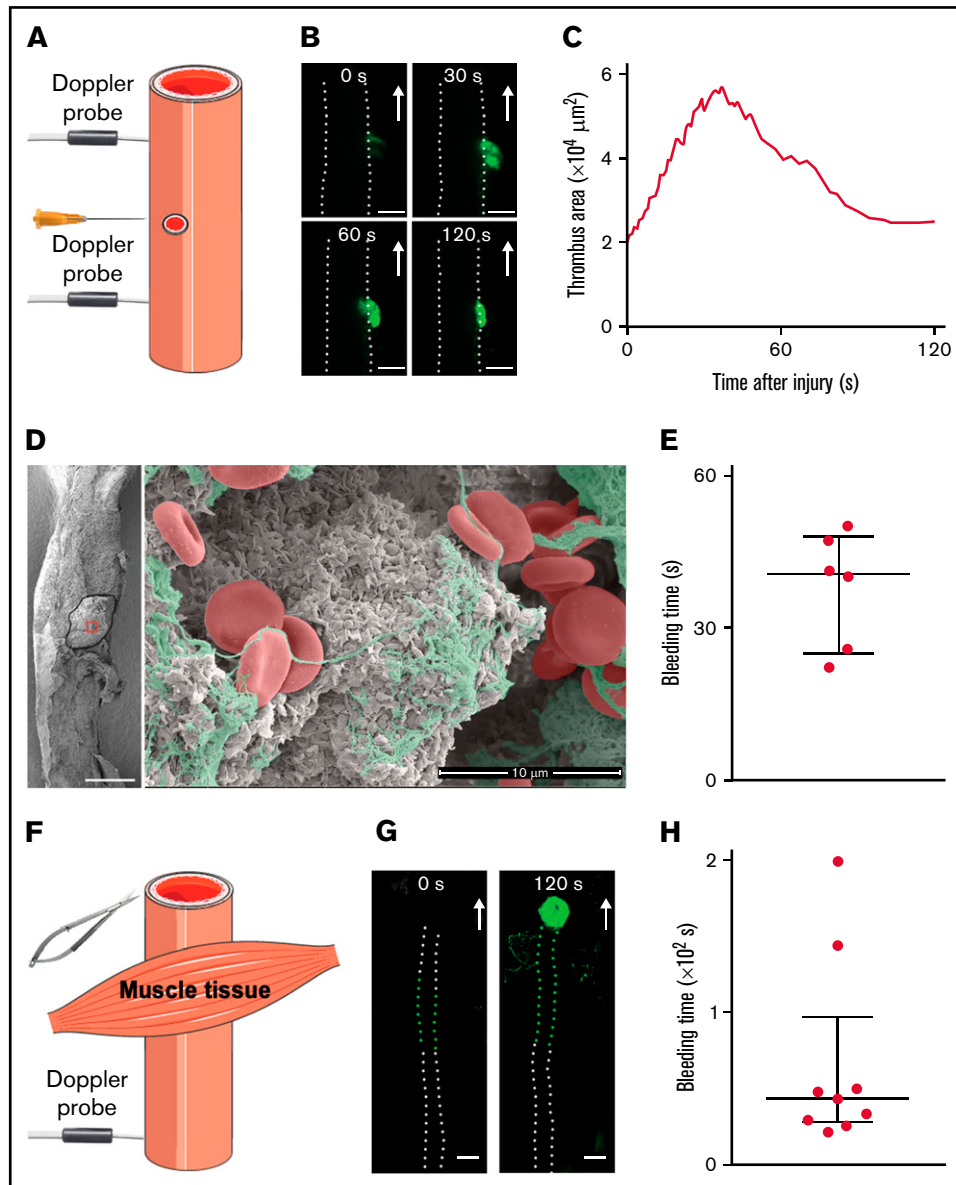 A
Doppler
probe
Doppler
probe
B
0 s
30 s
60 s
120 s
C
Thrombus area (×10⁴ μm²)
6
4
2
0
0
60
120
Time after injury (s)
D
10 μm
E
Bleeding time (s)
60
30
0
F
Muscle tissue
Doppler
probe
G
0 s
120 s
H
Bleeding time (×10² s)
2
1
0